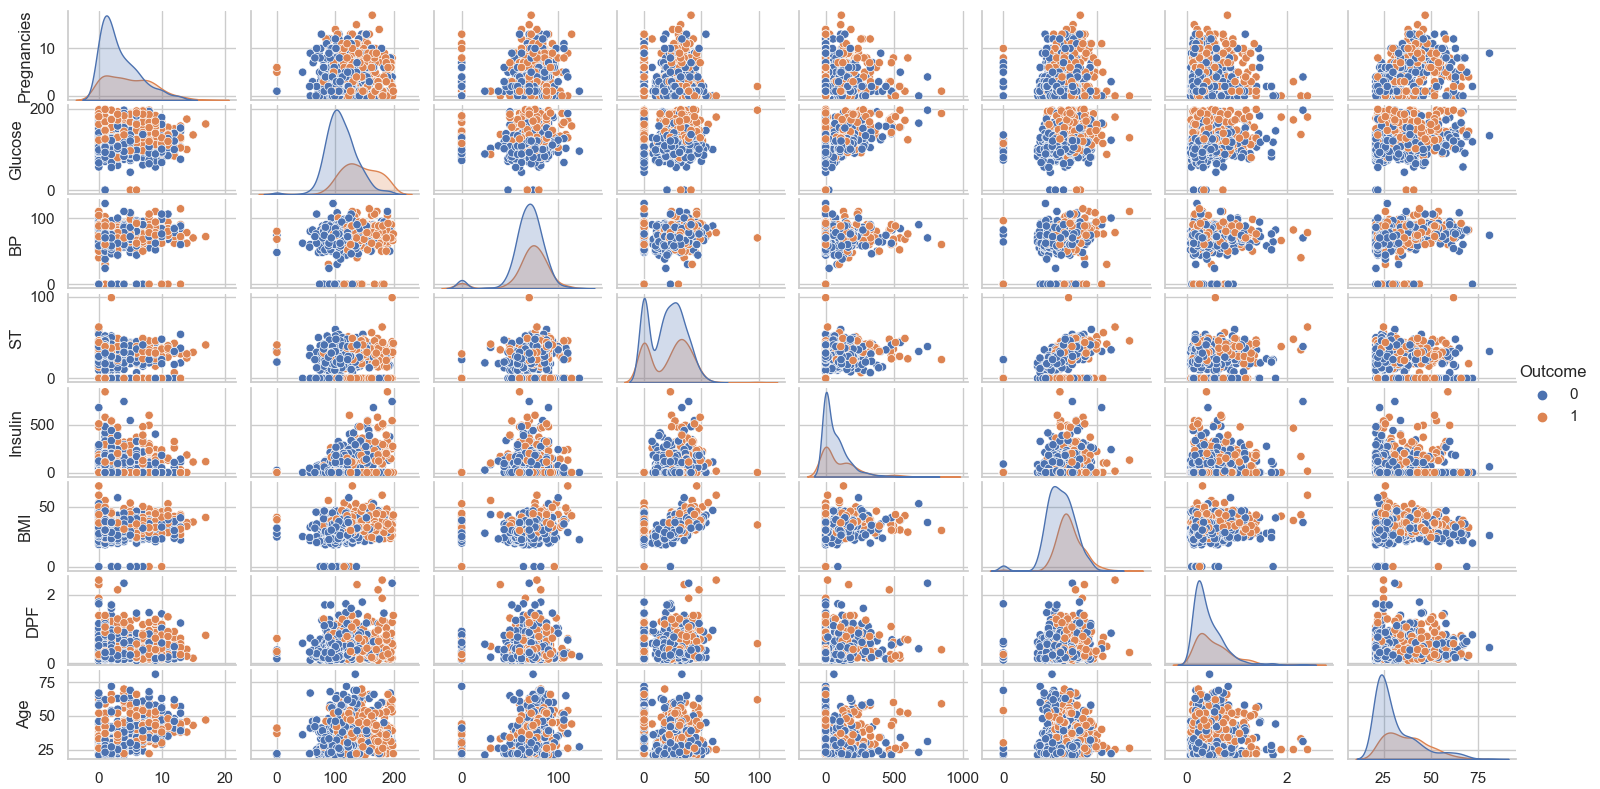 Pregnancies
10
0
Glucose
200
0
BP
100
0
ST
100
0
Insulin
500
0
BMI
50
0
DPF
2
0
Age
75
50
25
0 10 20
0 100 200
0 100
0 50 100
0 500 1000
0 50
0 2
25 50 75
Outcome
0
1